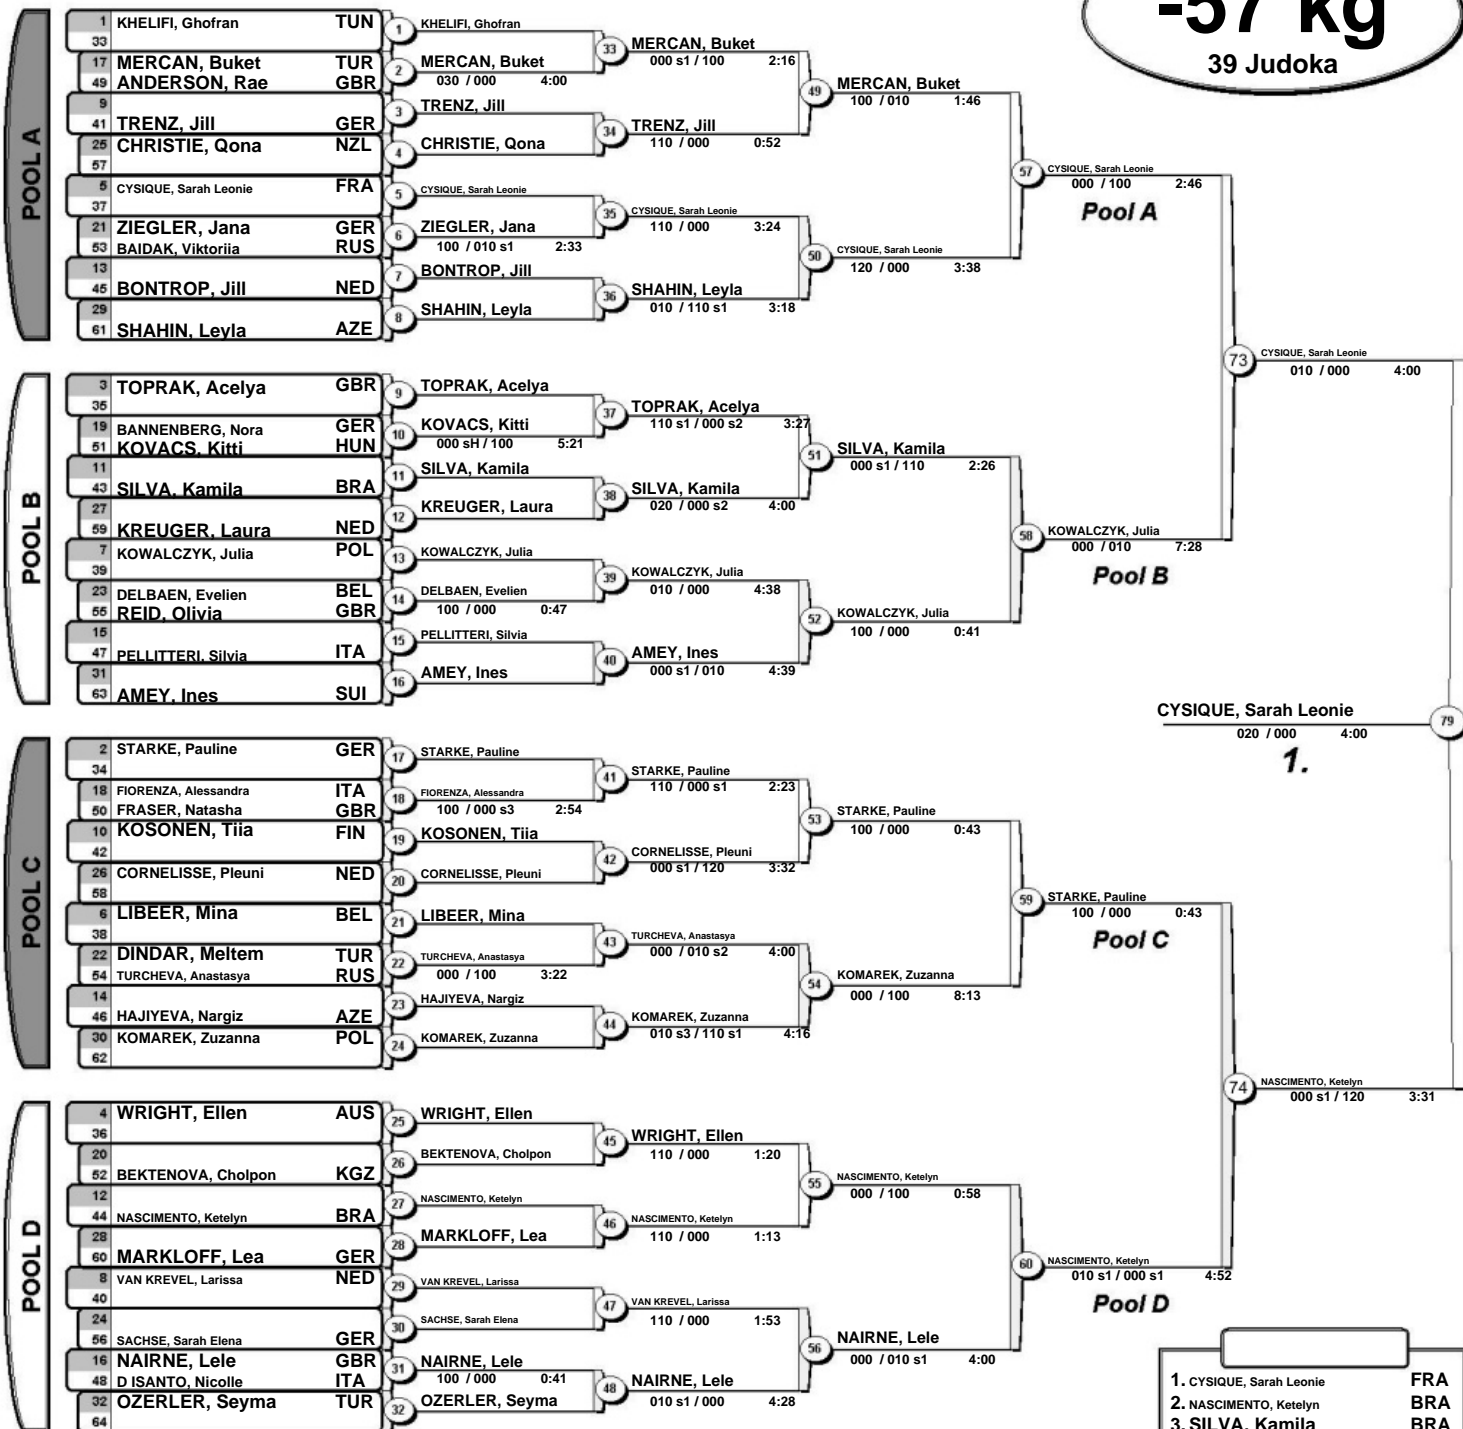 -57 kg
39 Judoka
POOL A
1 KHELIFI, Ghofran TUN
33
17 MERCAN, Buket TUR
49 ANDERSON, Rae GBR
9
41 TRENZ, Jill GER
25 CHRISTIE, Qona NZL
57
5 CYSIQUE, Sarah Leonie FRA
37
21 ZIEGLER, Jana GER
53 BAIDAK, Viktoriia RUS
13
45 BONTROP, Jill NED
29
61 SHAHIN, Leyla AZE
1 KHELIFI, Ghofran
2 MERCAN, Buket
030 / 000 4:00
3 TRENZ, Jill
4 CHRISTIE, Qona
5 CYSIQUE, Sarah Leonie
6 ZIEGLER, Jana
100 / 010 s1 2:33
7 BONTROP, Jill
8 SHAHIN, Leyla
33 MERCAN, Buket
000 s1 / 100 2:16
34 TRENZ, Jill
110 / 000 0:52
35 CYSIQUE, Sarah Leonie
110 / 000 3:24
36 SHAHIN, Leyla
010 / 110 s1 3:18
49 MERCAN, Buket
100 / 010 1:46
50 CYSIQUE, Sarah Leonie
120 / 000 3:38
57 CYSIQUE, Sarah Leonie
000 / 100 2:46
Pool A
POOL B
3 TOPRAK, Acelya GBR
35
19 BANNENBERG, Nora GER
51 KOVACS, Kitti HUN
11
43 SILVA, Kamila BRA
27
59 KREUGER, Laura NED
7 KOWALCZYK, Julia POL
39
23 DELBAEN, Evelien BEL
55 REID, Olivia GBR
15
47 PELLITTERI, Silvia ITA
31
63 AMEY, Ines SUI
9 TOPRAK, Acelya
10 KOVACS, Kitti
000 sH / 100 5:21
11 SILVA, Kamila
12 KREUGER, Laura
13 KOWALCZYK, Julia
14 DELBAEN, Evelien
100 / 000 0:47
15 PELLITTERI, Silvia
16 AMEY, Ines
37 TOPRAK, Acelya
110 s1 / 000 s2 3:27
38 SILVA, Kamila
020 / 000 s2 4:00
39 KOWALCZYK, Julia
010 / 000 4:38
40 AMEY, Ines
000 s1 / 010 4:39
51 SILVA, Kamila
000 s1 / 110 2:26
52 KOWALCZYK, Julia
100 / 000 0:41
58 KOWALCZYK, Julia
000 / 010 7:28
Pool B
73 CYSIQUE, Sarah Leonie
010 / 000 4:00
CYSIQUE, Sarah Leonie 79
020 / 000 4:00
1.
POOL C
2 STARKE, Pauline GER
34
18 FIORENZA, Alessandra ITA
50 FRASER, Natasha GBR
10 KOSONEN, Tiia FIN
42
26 CORNELISSE, Pleuni NED
58
6 LIBEER, Mina BEL
38
22 DINDAR, Meltem TUR
54 TURCHEVA, Anastasya RUS
14
46 HAJIYEVA, Nargiz AZE
30 KOMAREK, Zuzanna POL
62
17 STARKE, Pauline
18 FIORENZA, Alessandra
100 / 000 s3 2:54
19 KOSONEN, Tiia
20 CORNELISSE, Pleuni
21 LIBEER, Mina
22 TURCHEVA, Anastasya
000 / 100 3:22
23 HAJIYEVA, Nargiz
24 KOMAREK, Zuzanna
41 STARKE, Pauline
110 / 000 s1 2:23
42 CORNELISSE, Pleuni
000 s1 / 120 3:32
43 TURCHEVA, Anastasya
000 / 010 s2 4:00
44 KOMAREK, Zuzanna
010 s3 / 110 s1 4:16
53 STARKE, Pauline
100 / 000 0:43
54 KOMAREK, Zuzanna
000 / 100 8:13
59 STARKE, Pauline
100 / 000 0:43
Pool C
74 NASCIMENTO, Ketelyn
000 s1 / 120 3:31
POOL D
4 WRIGHT, Ellen AUS
36
20
52 BEKTENOVA, Cholpon KGZ
12
44 NASCIMENTO, Ketelyn BRA
28
60 MARKLOFF, Lea GER
8 VAN KREVEL, Larissa NED
40
24
56 SACHSE, Sarah Elena GER
16 NAIRNE, Lele GBR
48 D ISANTO, Nicolle ITA
32 OZERLER, Seyma TUR
64
25 WRIGHT, Ellen
26 BEKTENOVA, Cholpon
27 NASCIMENTO, Ketelyn
28 MARKLOFF, Lea
29 VAN KREVEL, Larissa
30 SACHSE, Sarah Elena
31 NAIRNE, Lele
100 / 000 0:41
32 OZERLER, Seyma
45 WRIGHT, Ellen
110 / 000 1:20
46 NASCIMENTO, Ketelyn
110 / 000 1:13
47 VAN KREVEL, Larissa
110 / 000 1:53
48 NAIRNE, Lele
010 s1 / 000 4:28
55 NASCIMENTO, Ketelyn
000 / 100 0:58
56 NAIRNE, Lele
000 / 010 s1 4:00
60 NASCIMENTO, Ketelyn
010 s1 / 000 s1 4:52
Pool D
1. CYSIQUE, Sarah Leonie FRA
2. NASCIMENTO, Ketelyn BRA
3. SILVA, Kamila BRA